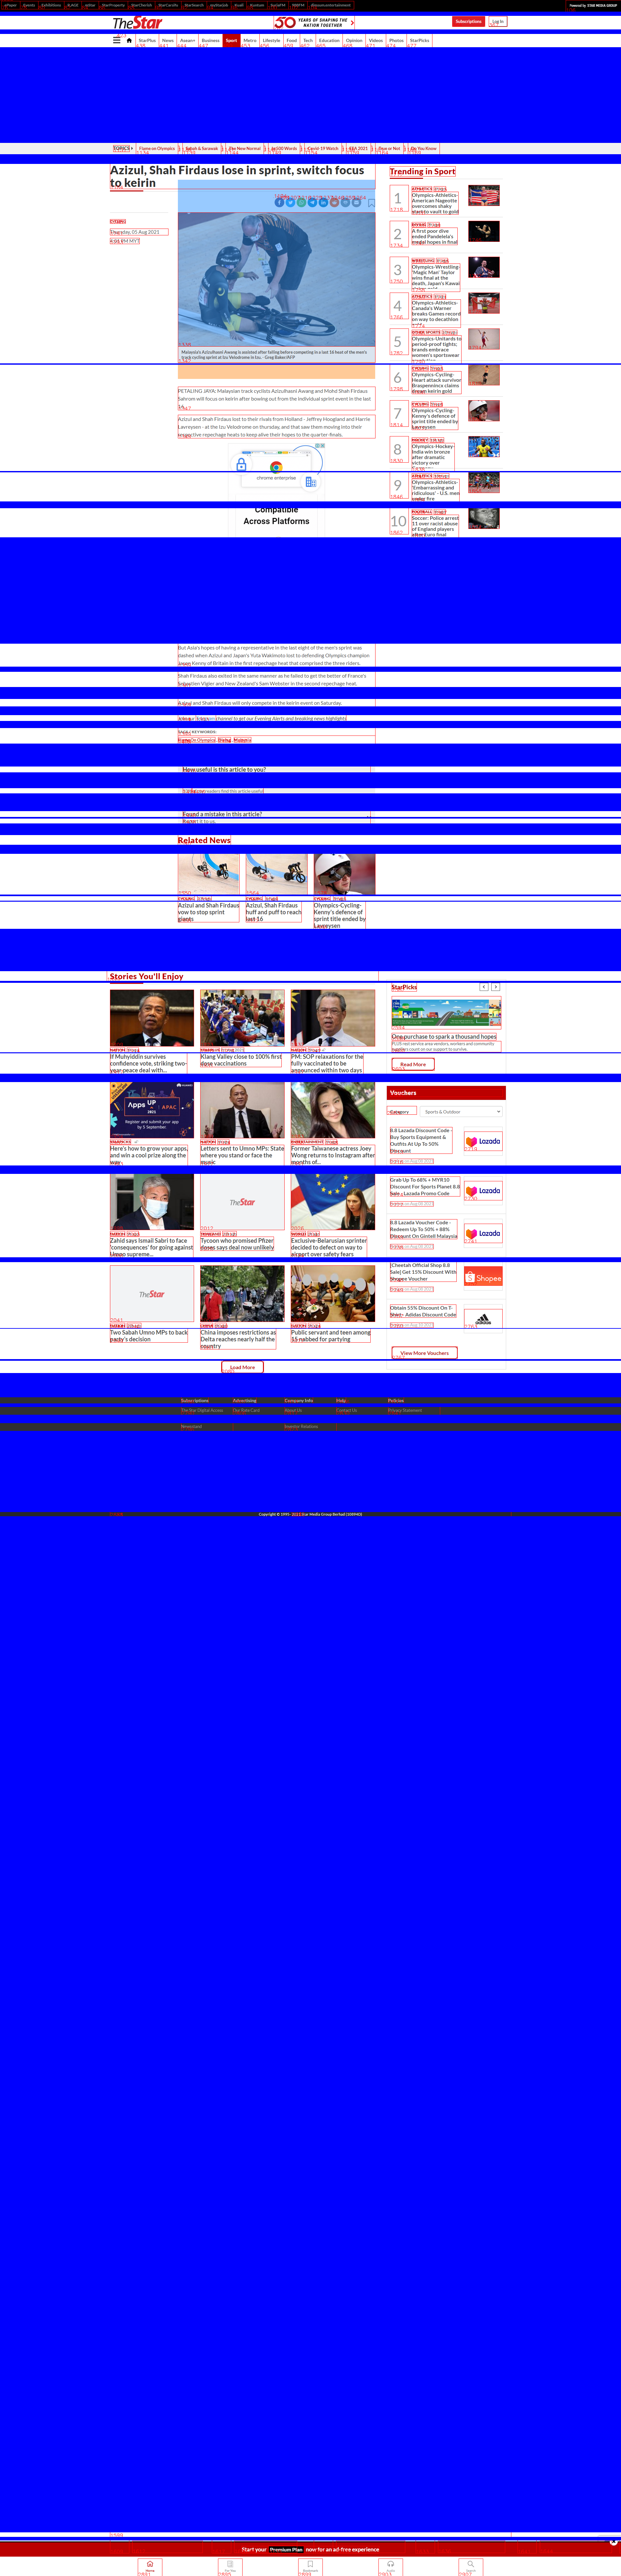 TheStar
50 YEARS OF SHAPING THE NATION TOGETHER
Subscriptions
Log In
StarPlus News Asean+ Business Sport Metro Lifestyle Food Tech Education Opinion Videos Photos StarPicks
Azizul, Shah Firdaus lose in sprint, switch focus
to keirin
CYCLING
Thursday, 05 Aug 2021
Malaysia's Azizulhasni Awang is assisted after falling before competing in a last 16 heat of the men's
track cycling sprint at Izu Velodrome in Izu. - Greg Baker/AFP
PETALING JAYA: Malaysian track cyclists Azizulhasni Awang and Mohd Shah Firdaus
Sahrom will focus on keirin after bowing out from the individual sprint event in the last
Azizul and Shah Firdaus lost to their rivals from Holland - Jeffrey Hoogland and Harrie
Lavreysen - at the Izu Velodrome on thursday, and that saw them moving into their
respective repechage heats to keep alive their hopes to the quarter-finals.
chrome enterprise
Compatible
Across Platforms
But Asia's hopes of having a representative in the last eight of the men's sprint was
dashed when Azizul and Japan's Yuta Wakimoto lost to defending Olympics champion
Jason Kenny of Britain in the first repechage heat that comprised the three riders.
Shah Firdaus also exited in the same manner as he failed to get the better of France's
Sebastien Vigier and New Zealand's Sam Webster in the second repechage heat.
Azizul and Shah Firdaus will only compete in the keirin event on Saturday.
How useful is this article to you?
Found a mistake in this article?
Related News
Azizul and Shah Firdaus
vow to stop sprint
giants
Azizul, Shah Firdaus
huff and puff to reach
last-16
Olympics-Cycling-
Kenny's defence of
sprint title ended by
Lavreysen
Trending in Sport
1
Olympics-Athletics-
American Nageotte
overcomes shaky
start to vault to gold
2
A first poor dive
ended Pandelela's
medal hopes in final
3
Olympics-Wrestling-
'Magic Man' Taylor
wins final at the
death, Japan's Kawai
4
Olympics-Athletics-
Canada's Warner
breaks Games record
on way to decathlon
5
Olympics-Unitards to
period-proof tights;
brands embrace
women's sportswear
6
Olympics-Cycling-
Heart attack survivor
Braspennincx claims
dream keirin gold
7
Olympics-Cycling-
Kenny's defence of
sprint title ended by
Lavreysen
8
Olympics-Hockey-
India win bronze
after dramatic
victory over
9
Olympics-Athletics-
'Embarrassing and
ridiculous' - U.S. men
under fire
10
Soccer: Police arrest
11 over racist abuse
of England players
after Euro final
Stories You'll Enjoy
If Muhyiddin survives
confidence vote, striking two-
year peace deal with...
Klang Valley close to 100% first
dose vaccinations
PM: SOP relaxations for the
fully vaccinated to be
announced within two days
Here's how to grow your apps,
and win a cool prize along the
way
Letters sent to Umno MPs: State
where you stand or face the
music
Former Taiwanese actress Joey
Wong returns to Instagram after
months of...
Zahid says Ismail Sabri to face
'consequences' for going against
Umno supreme...
Tycoon who promised Pfizer
doses says deal now unlikely
Exclusive-Belarusian sprinter
decided to defect on way to
airport over safety fears
Two Sabah Umno MPs to back
party's decision
China imposes restrictions as
Delta reaches nearly half the
country
Public servant and teen among
15 nabbed for partying
Load More
StarPicks
One purchase to spark a thousand hopes
Read More
Vouchers
Category
Sports & Outdoor
8.8 Lazada Discount Code -
Buy Sports Equipment &
Outfits At Up To 50%
Discount
Grab Up To 68% + MYR10
Discount For Sports Planet 8.8
Sale - Lazada Promo Code
8.8 Lazada Voucher Code -
Redeem Up To 50% + 88%
Discount On Gintell Malaysia
[Cheetah Official Shop 8.8
Sale] Get 15% Discount With
Shopee Voucher
Obtain 55% Discount On T-
Shirt - Adidas Discount Code
View More Vouchers
Subscriptions Advertising Company Info Help Policies
Copyright © 1995- 2021 Star Media Group Berhad (10894D)
Start your Premium Plan now for an ad-free experience